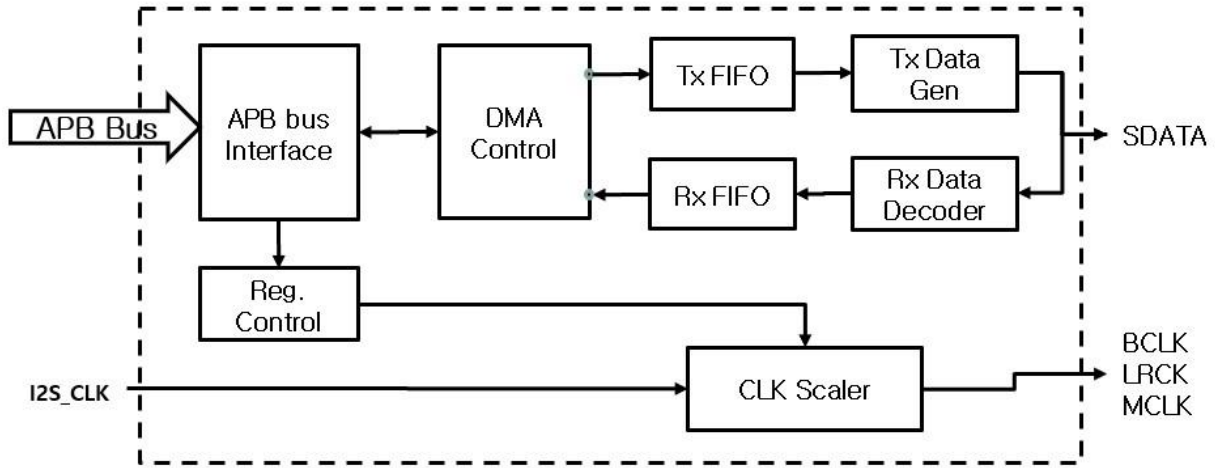 APB Bus
APB bus
Interface
DMA
Control
Tx FIFO
Tx Data
Gen
SDATA
Rx FIFO
Rx Data
Decoder
Reg.
Control
I2S_CLK
CLK Scaler
BCLK
LRCK
MCLK